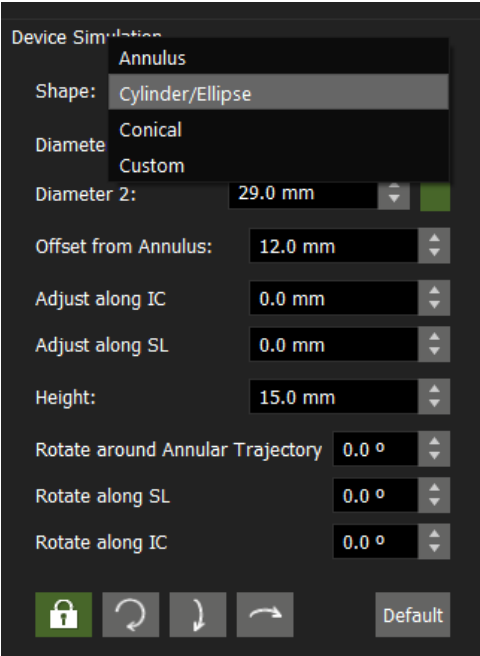 Device Simulation
Annulus
Shape:
Cylinder/Ellipse
Conical
Diamete
Custom
Diameter 2: 29.0 mm
Offset from Annulus: 12.0 mm
Adjust along IC 0.0 mm
Adjust along SL 0.0 mm
Height: 15.0 mm
Rotate around Annular Trajectory 0.0 º
Rotate along SL 0.0 º
Rotate along IC 0.0 º
Default